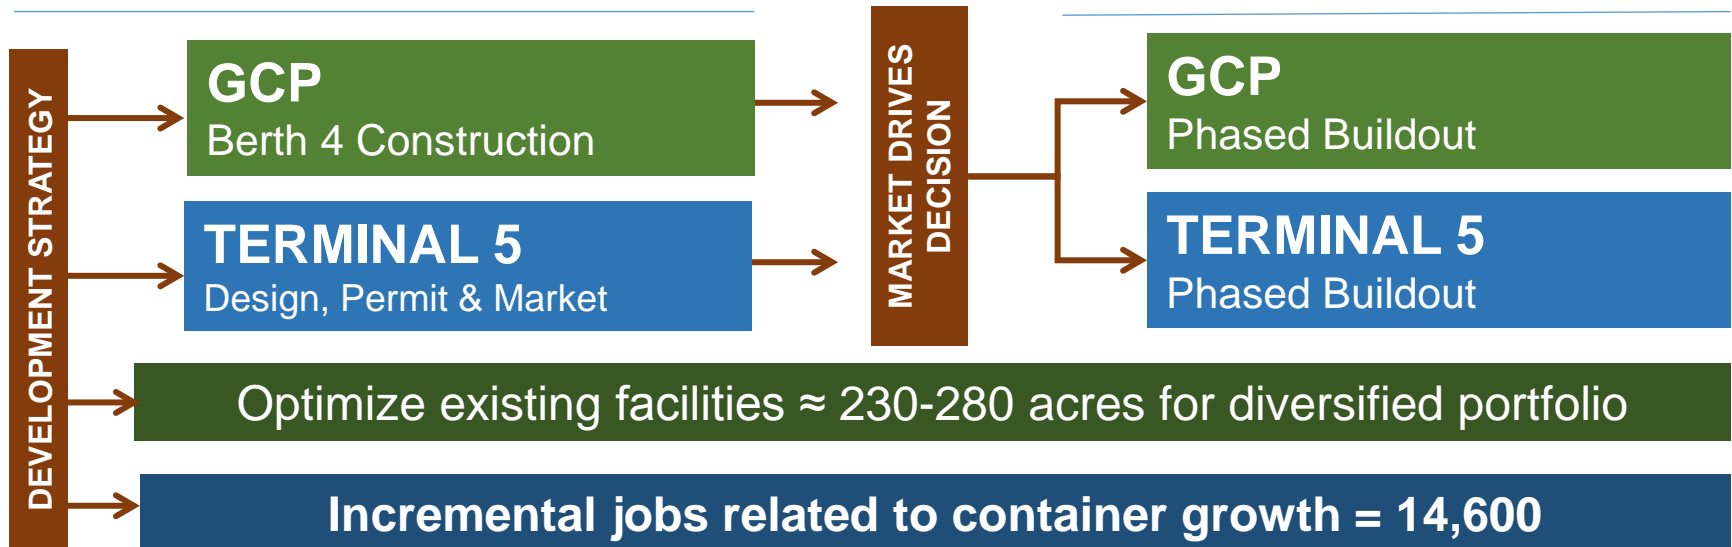 DEVELOPMENT STRATEGY
GCP
Berth 4 Construction
TERMINAL 5
Design, Permit & Market
MARKET DRIVES
DECISION
GCP
Phased Buildout
TERMINAL 5
Phased Buildout
Optimize existing facilities ≈ 230-280 acres for diversified portfolio
Incremental jobs related to container growth = 14,600